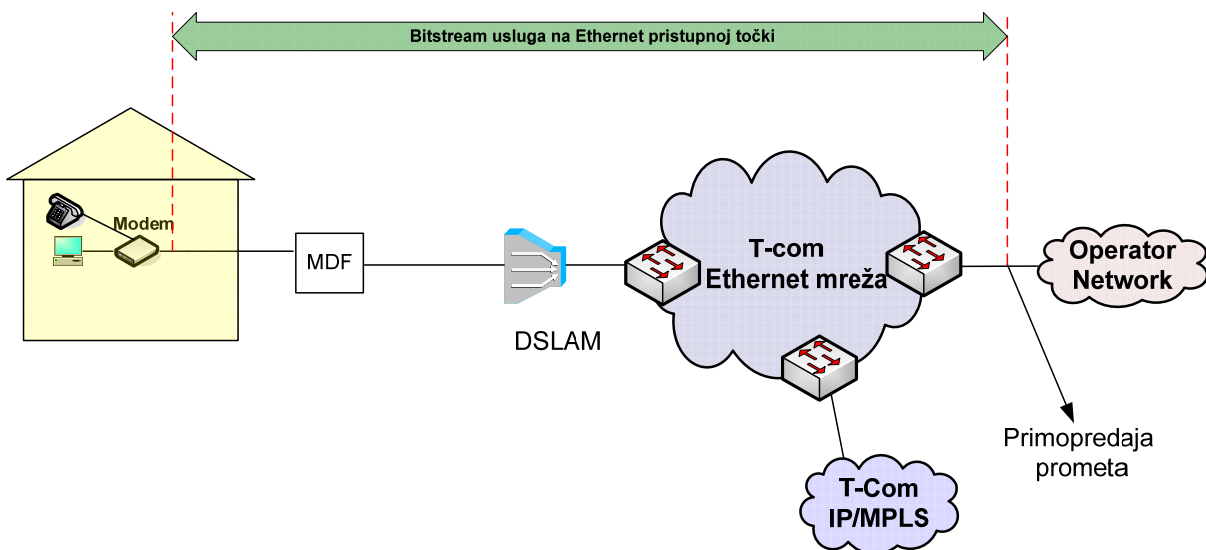 Bitstream usluga na Ethernet pristupnoj točki
Modem
MDF
DSLAM
T-com
Ethernet mreža
Operator
Network
Primopredaja
prometa
T-Com
IP/MPLS